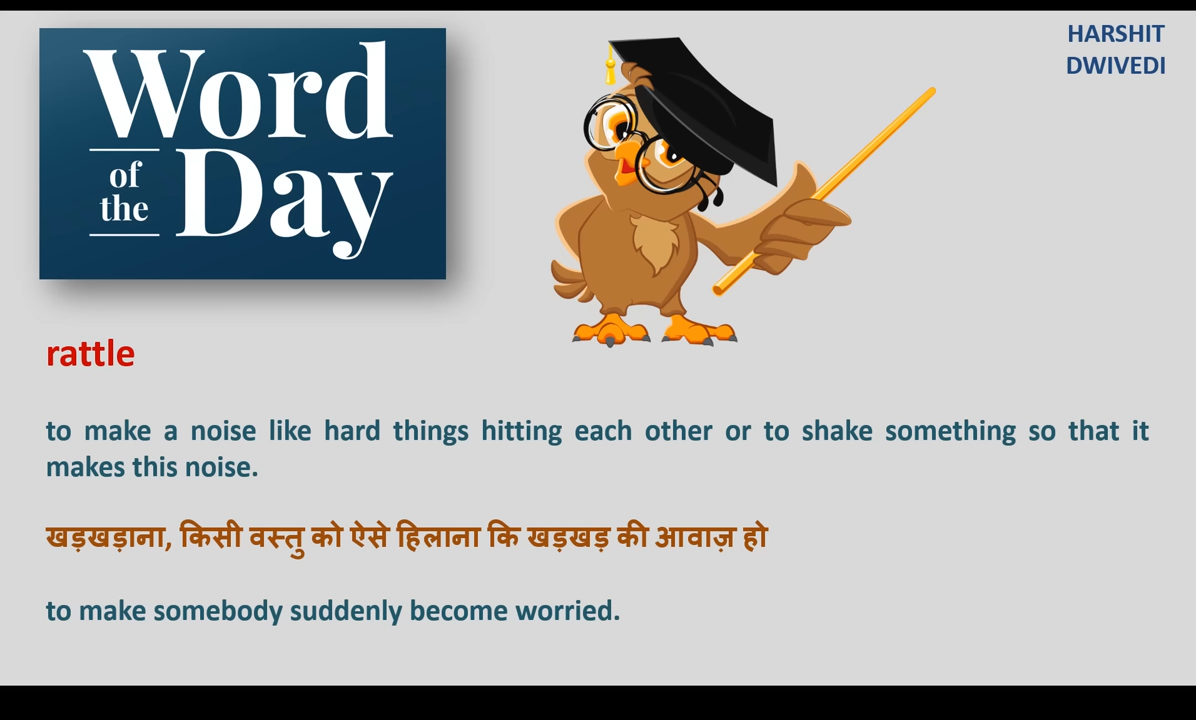 Word
of
the
Day
HARSHIT
DWIVEDI
rattle
to make a noise like hard things hitting each other or to shake something so that it
makes this noise.
खड़खड़ाना, किसी वस्तु को ऐसे हिलाना कि खड़खड़ की आवाज़ हो
to make somebody suddenly become worried.